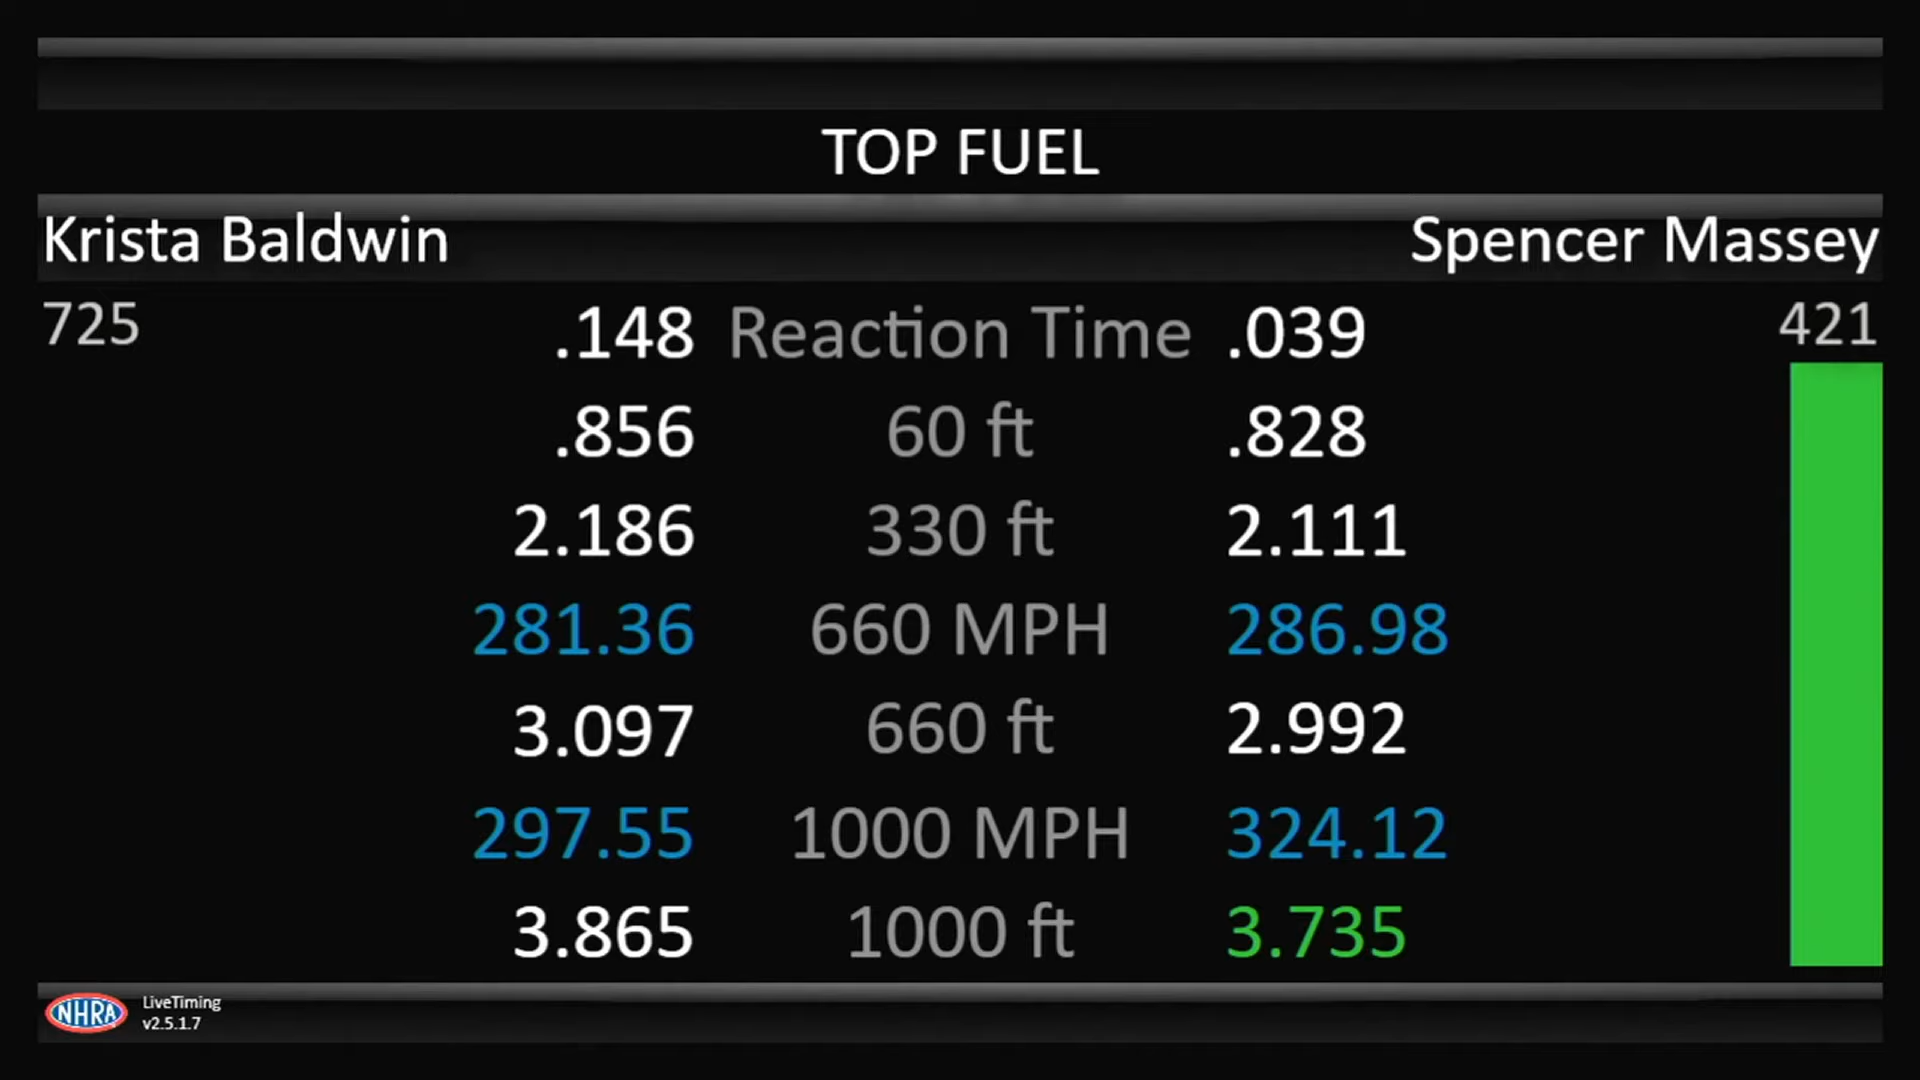 TOP FUEL
Krista Baldwin Spencer Massey
725 .148 Reaction Time .039 421
.856 60 ft .828
2.186 330 ft 2.111
281.36 660 MPH 286.98
3.097 660 ft 2.992
297.55 1000 MPH 324.12
3.865 1000 ft 3.735
NHRA LiveTiming
v2.5.1.7